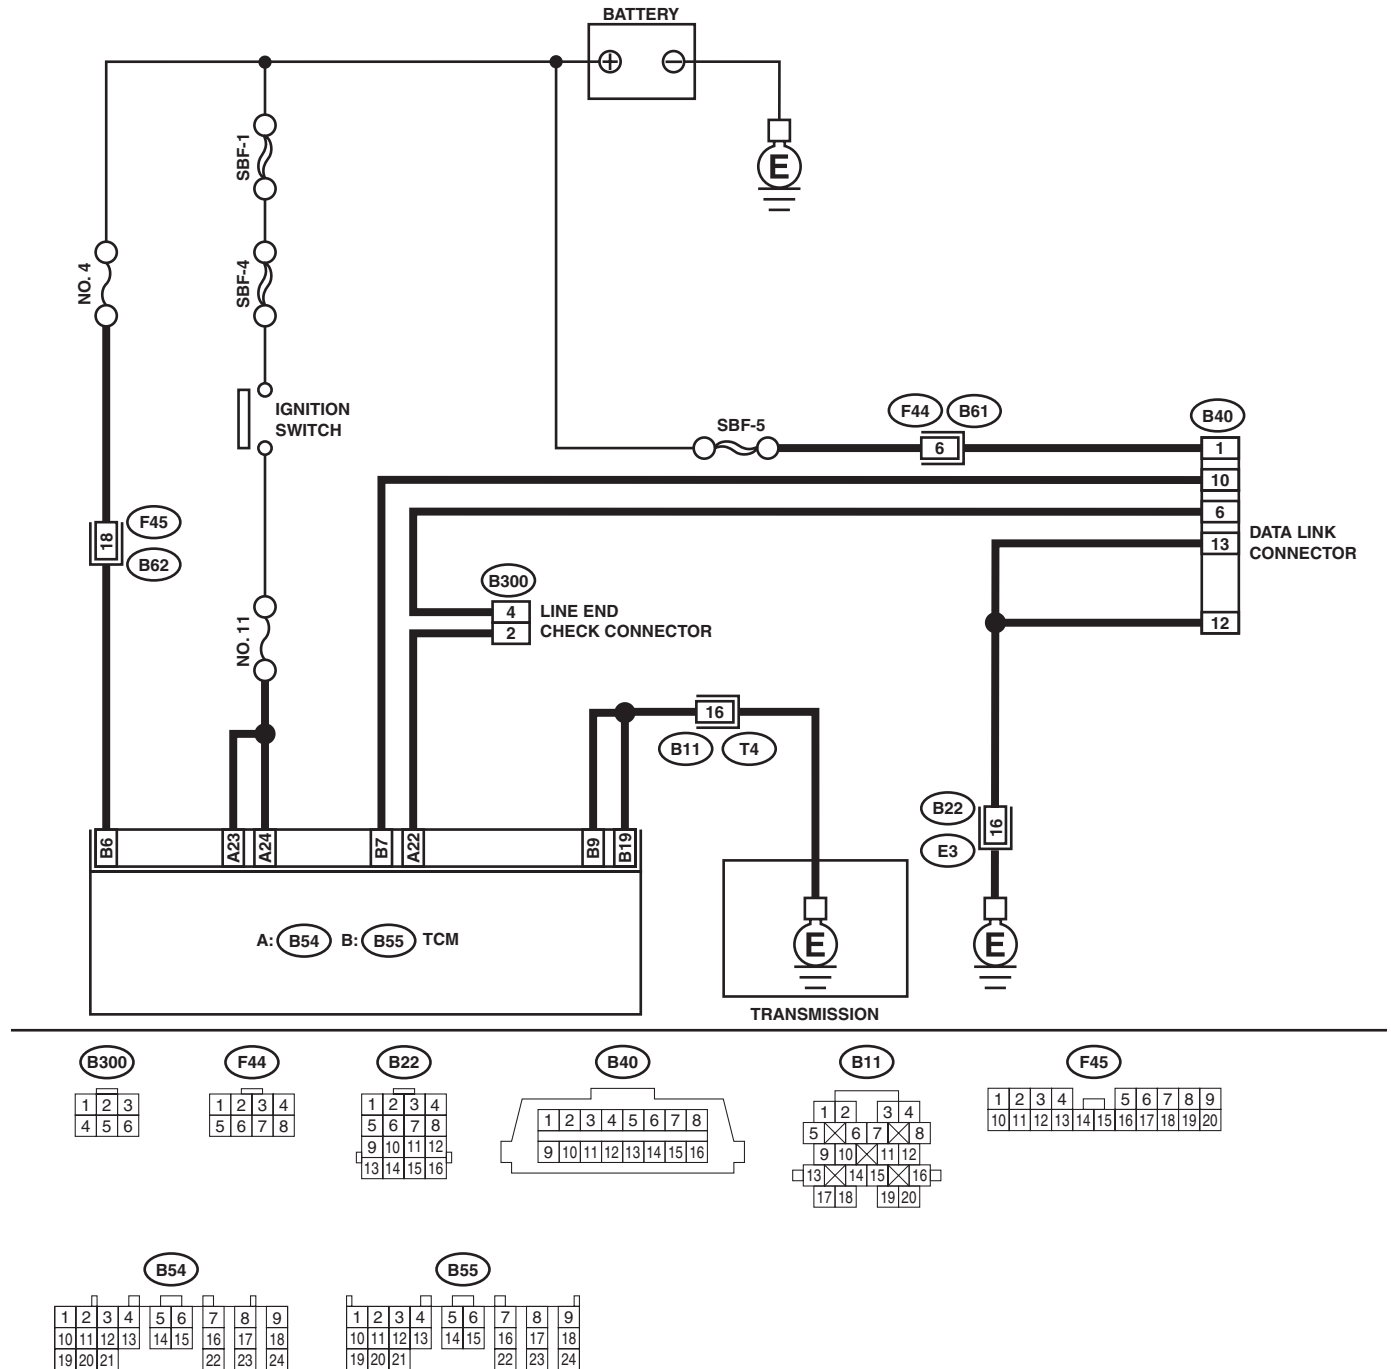 BATTERY
SBF-1
E
NO. 4
SBF-4
IGNITION
SWITCH
SBF-5
F44 B61
B40
6
1
10
6
13
12
DATA LINK
CONNECTOR
F45
18
B62
B300
4 LINE END
2 CHECK CONNECTOR
NO. 11
16
B11 T4
B22
16
E3
B6 A23 A24 B7 A22 B9 B19
A: B54 B: B55 TCM
E
E
TRANSMISSION
B300
1 2 3
4 5 6
F44
1 2 3 4
5 6 7 8
B22
1 2 3 4
5 6 7 8
9 10 11 12
13 14 15 16
B40
1 2 3 4 5 6 7 8
9 10 11 12 13 14 15 16
B11
1 2 3 4
5 6 7 8
9 10 11 12
13 14 15 16
17 18 19 20
F45
1 2 3 4 5 6 7 8 9
10 11 12 13 14 15 16 17 18 19 20
B54
1 2 3 4 5 6 7 8 9
10 11 12 13 14 15 16 17 18
19 20 21 22 23 24
B55
1 2 3 4 5 6 7 8 9
10 11 12 13 14 15 16 17 18
19 20 21 22 23 24